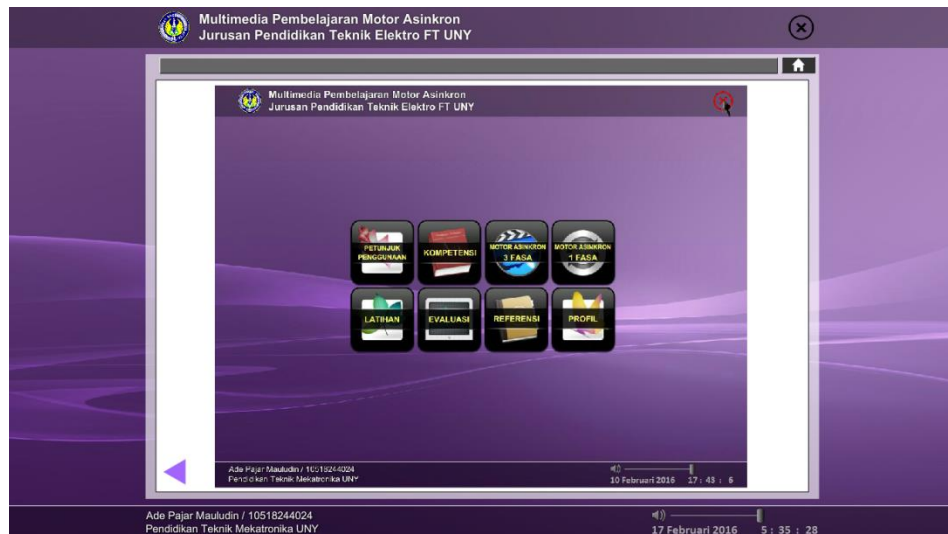 Multimedia Pembelajaran Motor Asinkron
Jurusan Pendidikan Teknik Elektro FT UNY
Multimedia Pembelajaran Motor Asinkron
Jurusan Pendidikan Teknik Elektro FT UNY
PETUNJUK
PENGGUNAAN
KOMPETENSI
MOTOR ASINKRON
3 FASA
MOTOR ASINKRON
1 FASA
LATIHAN
EVALUASI
REFERENSI
PROFIL
Ade Pajar Mauludin / 10518244024
Pendidikan Teknik Mekatronika UNY
10 Februari 2016 17 : 43 : 6
Ade Pajar Mauludin / 10518244024
Pendidikan Teknik Mekatronika UNY
17 Februari 2016 5 : 35 : 28